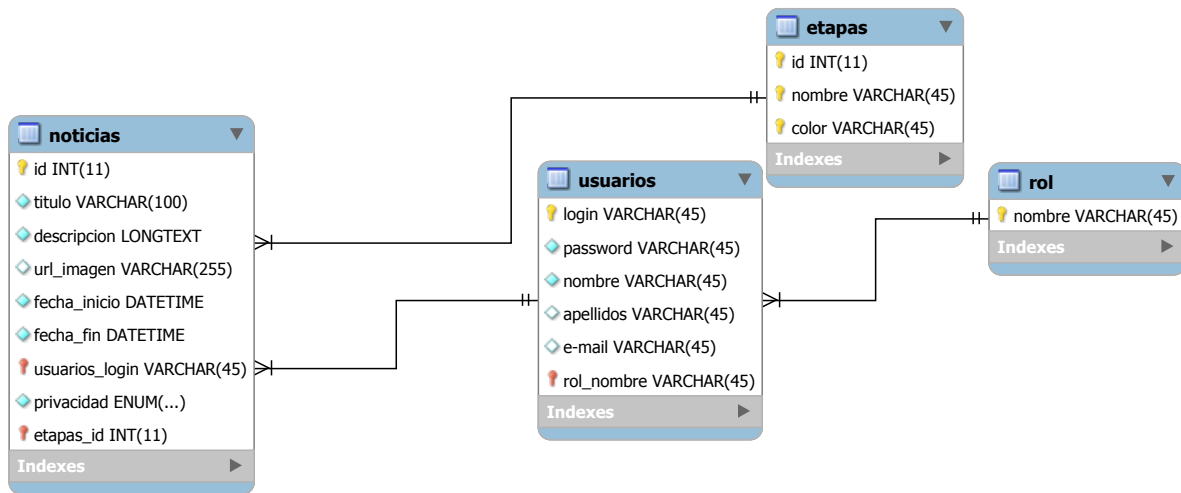 etapas
id INT(11)
nombre VARCHAR(45)
color VARCHAR(45)
Indexes
noticias
id INT(11)
titulo VARCHAR(100)
descripcion LONGTEXT
url_imagen VARCHAR(255)
fecha_inicio DATETIME
fecha_fin DATETIME
usuarios_login VARCHAR(45)
privacidad ENUM(...)
etapas_id INT(11)
Indexes
usuarios
login VARCHAR(45)
password VARCHAR(45)
nombre VARCHAR(45)
apellidos VARCHAR(45)
e-mail VARCHAR(45)
rol_nombre VARCHAR(45)
Indexes
rol
nombre VARCHAR(45)
Indexes